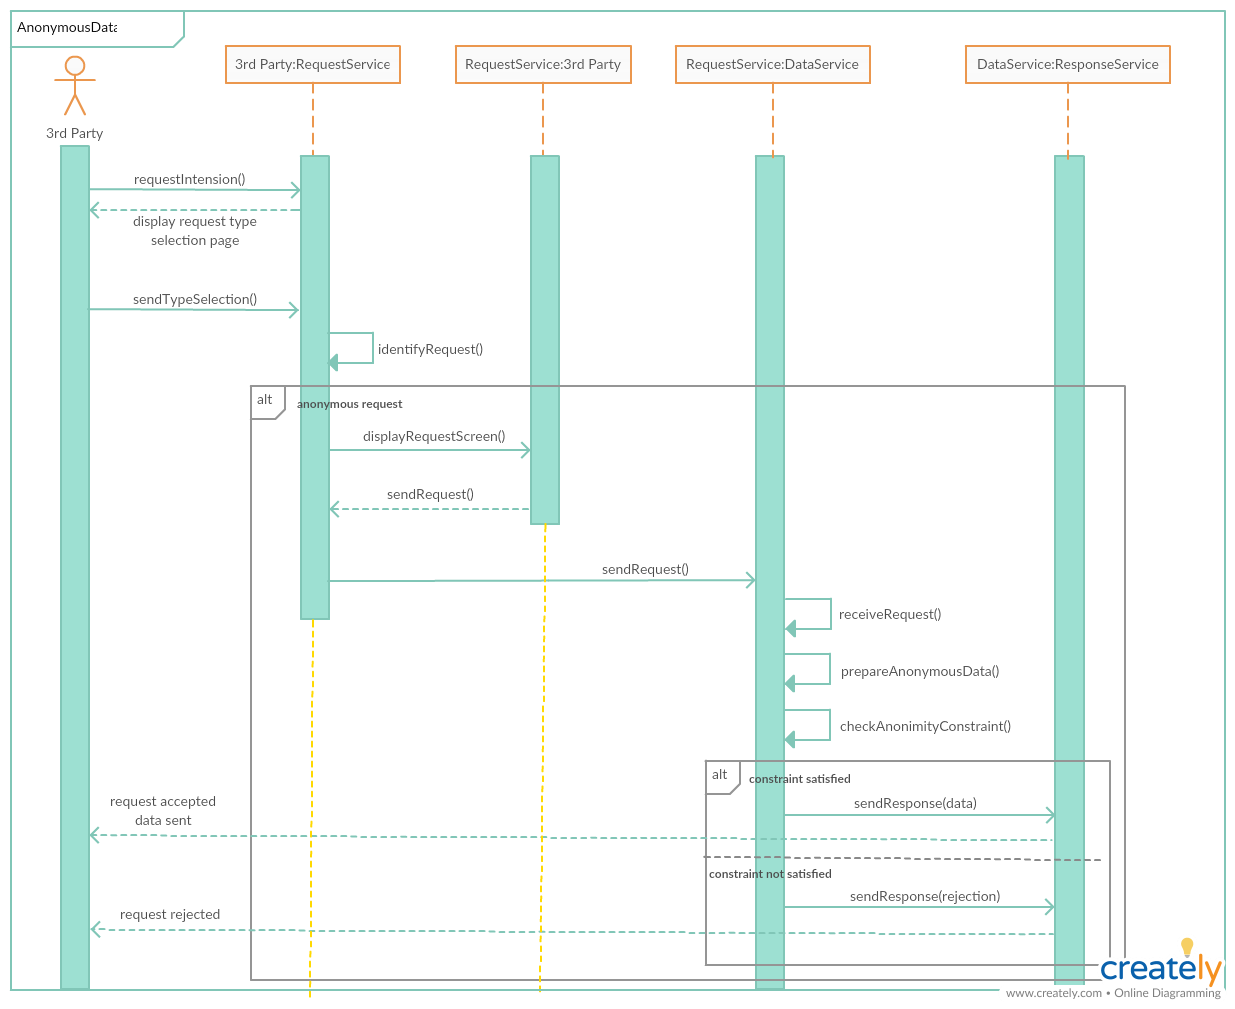 AnonymousData
3rd Party:RequestService
RequestService:3rd Party
RequestService:DataService
DataService:ResponseService
3rd Party
requestIntension()
display request type
selection page
sendTypeSelection()
identifyRequest()
alt
anonymous request
displayRequestScreen()
sendRequest()
sendRequest()
receiveRequest()
prepareAnonymousData()
checkAnonimityConstraint()
alt
constraint satisfied
sendResponse(data)
request accepted
data sent
constraint not satisfied
sendResponse(rejection)
request rejected
creately
www.creately.com • Online Diagramming